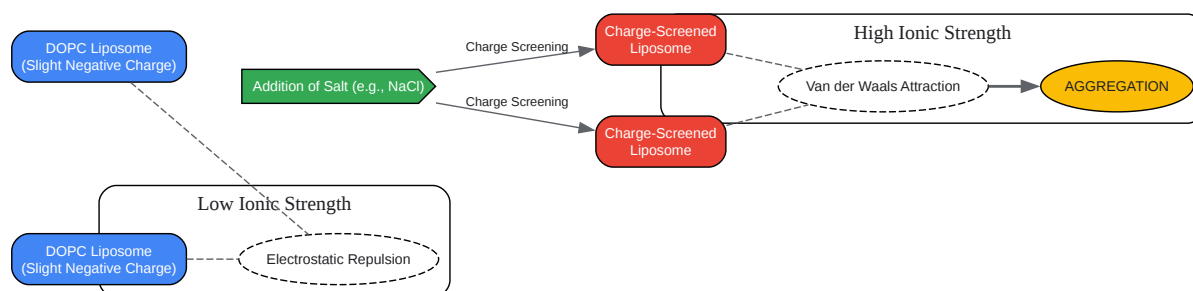 DOPC Liposome
(Slight Negative Charge)
Addition of Salt (e.g., NaCl)
Charge Screening
Charge Screening
Charge-Screened
Liposome
Charge-Screened
Liposome
High Ionic Strength
Van der Waals Attraction
AGGREGATION
Low Ionic Strength
DOPC Liposome
(Slight Negative Charge)
Electrostatic Repulsion